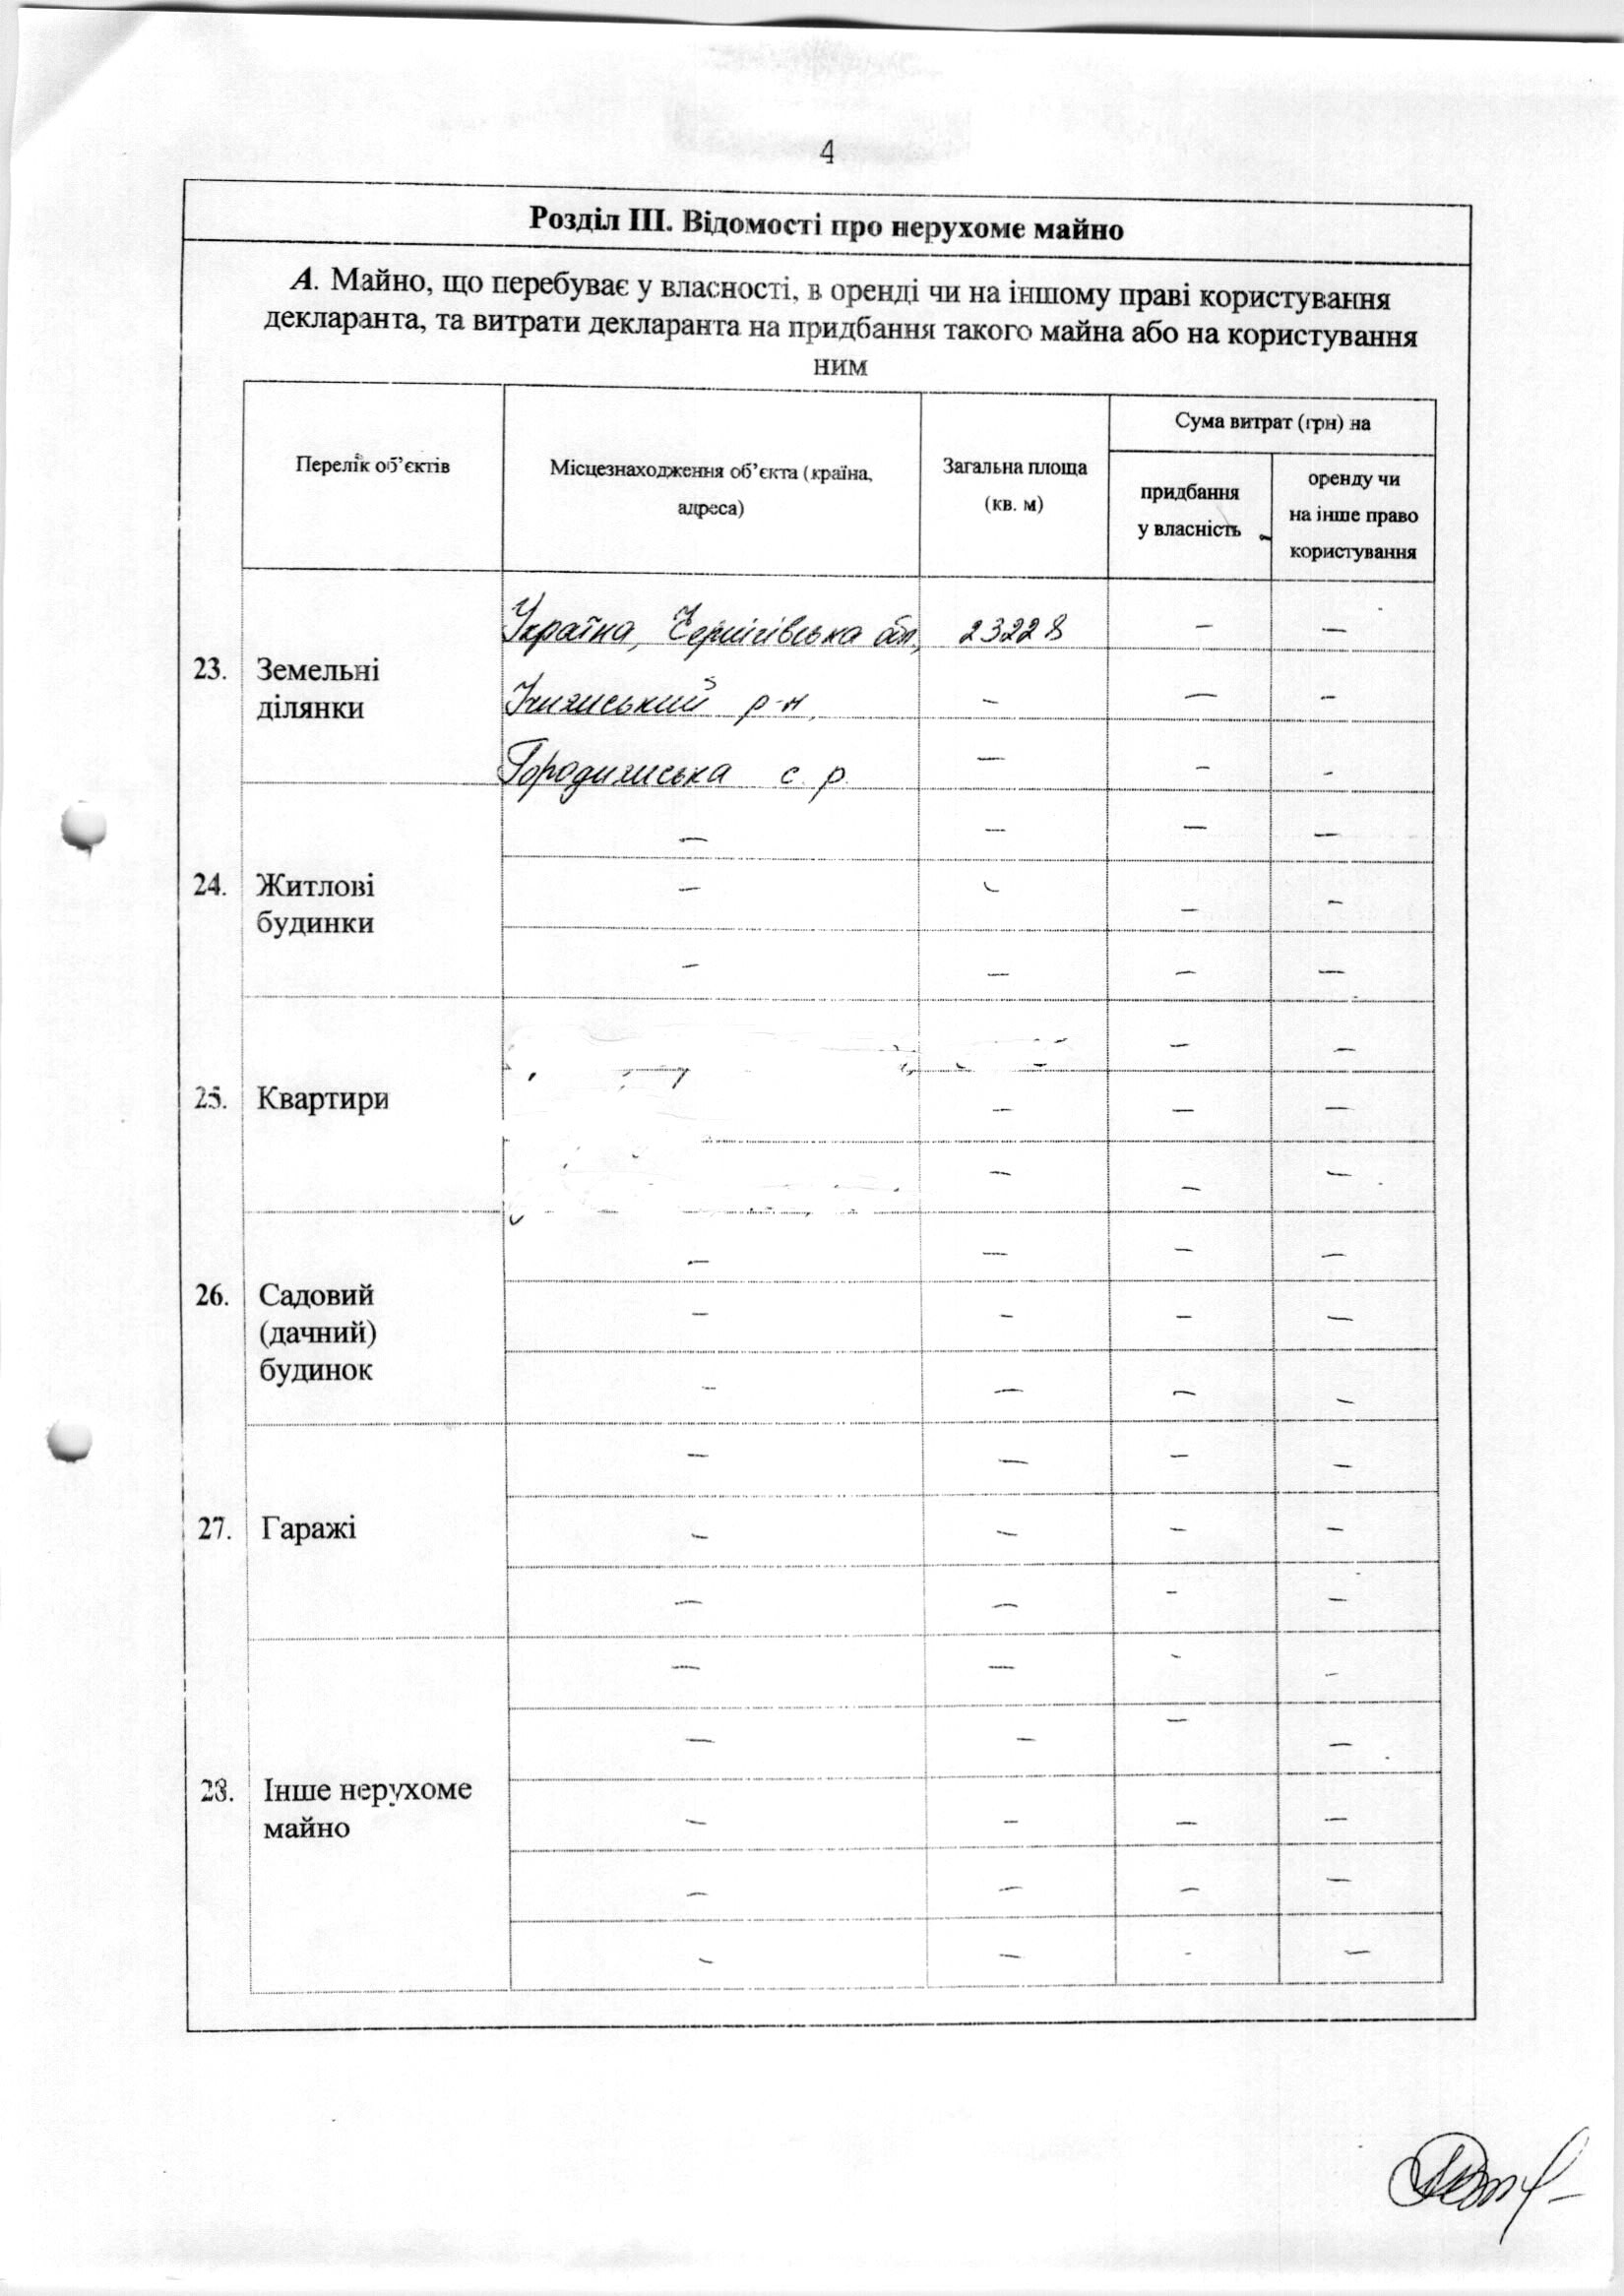 4
Розділ III. Відомості про нерухоме майно
А. Майно, що перебуває у власності, в оренді чи на іншому праві користування
декларанта, та витрати декларанта на придбання такого майна або на користування
ним
Перелік об’єктів
Місцезнаходження об’єкта (країна,
адреса)
Загальна площа
(кв. м)
Сума витрат (грн) на
придбання
у власність
оренду чи
на інше право
користування
23. Земельні
ділянки
Україна, Чернігівська обл, 23228 – –
р-н, – – –
с. р. – – –
24. Житлові
будинки
– – – –
– – – –
– – – –
25. Квартири
– –
– – –
– – –
26. Садовий
(дачний)
будинок
– – – –
– – – –
– – – –
27. Гаражі
– – – –
– – – –
– – – –
28. Інше нерухоме
майно
– – – –
– – – –
– – – –
– – – –
– – – –